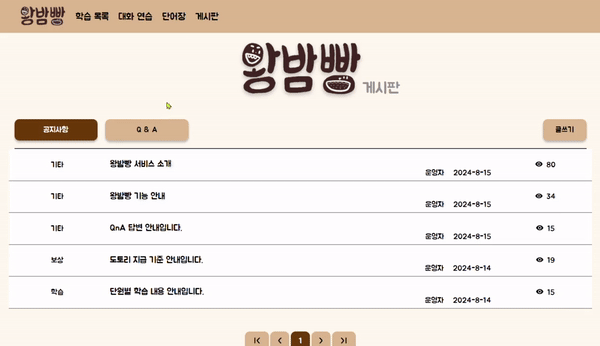 왕밤빵 학습 목록 대화 연습 단어장 게시판
왕밤빵 게시판
공지사항 Q & A 글쓰기
기타 왕밤빵 서비스 소개 운영자 2024-8-15 80
기타 왕밤빵 기능 안내 운영자 2024-8-15 34
기타 QnA 답변 안내입니다. 운영자 2024-8-15 15
보상 도토리 지급 기준 안내입니다. 운영자 2024-8-14 19
학습 단원별 학습 내용 안내입니다. 운영자 2024-8-14 15
1